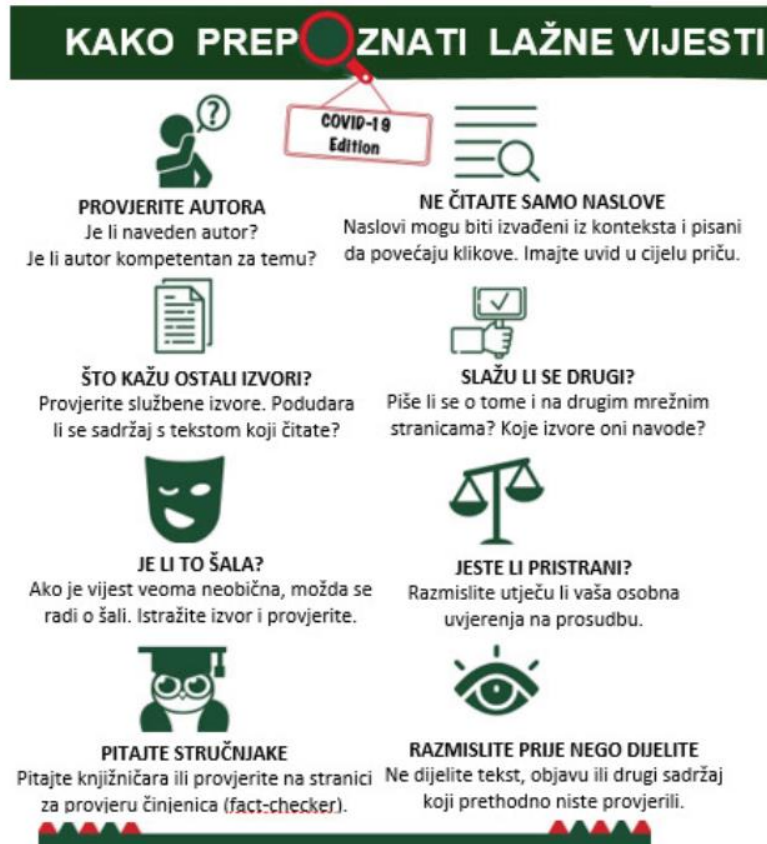 KAKO PREPOZNATI LAŽNE VIJESTI
COVID-19
Edition
?
PROVJERITE AUTORA
Je li naveden autor?
Je li autor kompetentan za temu?
NE ČITAJTE SAMO NASLOVE
Naslovi mogu biti izvađeni iz konteksta i pisani
da povećaju klikove. Imajte uvid u cijelu priču.
ŠTO KAŽU OSTALI IZVORI?
Provjerite službene izvore. Podudara
li se sadržaj s tekstom koji čitate?
SLAŽU LI SE DRUGI?
Piše li se o tome i na drugim mrežnim
stranicama? Koje izvore oni navode?
JE LI TO ŠALA?
Ako je vijest veoma neobična, možda se
radi o šali. Istražite izvor i provjerite.
JESTE LI PRISTRANI?
Razmislite utječu li vaša osobna
uvjerenja na prosudbu.
PITAJTE STRUČNJAKE
Pitajte knjižničara ili provjerite na stranici
za provjeru činjenica (fact-checker).
RAZMISLITE PRIJE NEGO DIJELITE
Ne dijelite tekst, objavu ili drugi sadržaj
koji prethodno niste provjerili.